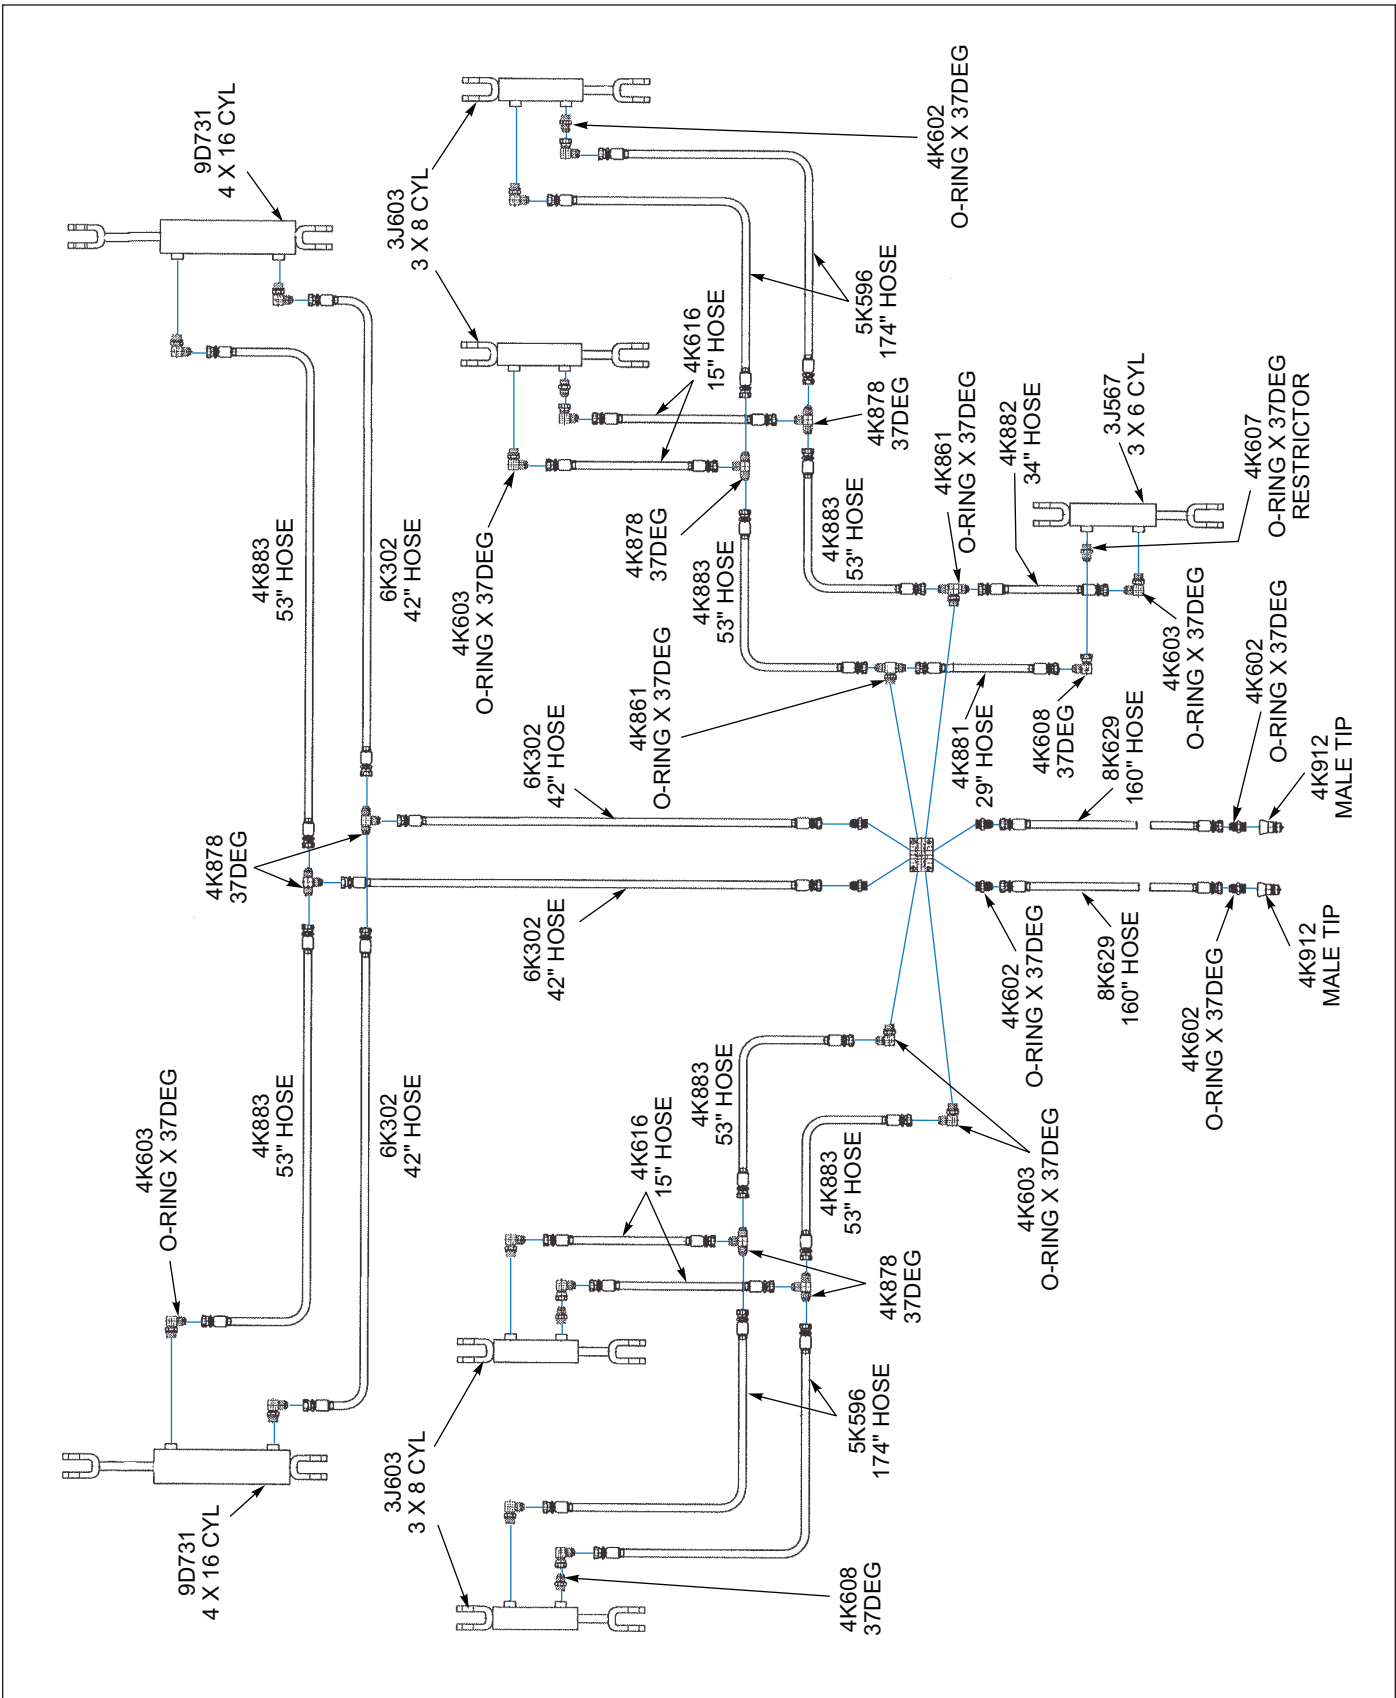 9D731
4 X 16 CYL
4K603
O-RING X 37DEG
4K883
53" HOSE
6K302
42" HOSE
4K878
37DEG
4K883
53" HOSE
6K302
42" HOSE
9D731
4 X 16 CYL
3J603
3 X 8 CYL
4K616
15" HOSE
4K883
53" HOSE
6K302
42" HOSE
6K302
42" HOSE
4K603
O-RING X 37DEG
3J603
3 X 8 CYL
4K608
37DEG
5K596
174" HOSE
4K878
37DEG
4K883
53" HOSE
4K603
O-RING X 37DEG
4K861
O-RING X 37DEG
4K883
53" HOSE
4K878
37DEG
4K616
15" HOSE
5K596
174" HOSE
4K602
O-RING X 37DEG
4K883
53" HOSE
4K878
37DEG
4K602
O-RING X 37DEG
8K629
160" HOSE
4K602
O-RING X 37DEG
4K912
MALE TIP
4K881
29" HOSE
4K861
O-RING X 37DEG
4K882
34" HOSE
4K608
37DEG
8K629
160" HOSE
3J567
3 X 6 CYL
4K603
O-RING X 37DEG
4K602
O-RING X 37DEG
4K607
O-RING X 37DEG
RESTRICTOR
4K912
MALE TIP